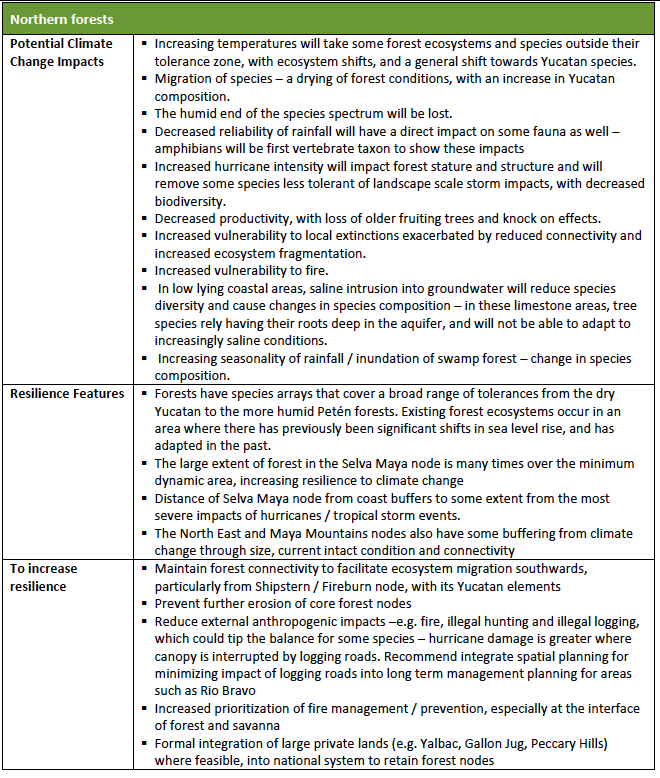 Northern forests
Potential Climate
Change Impacts
▪ Increasing temperatures will take some forest ecosystems and species outside their
tolerance zone, with ecosystem shifts, and a general shift towards Yucatan species.
▪ Migration of species – a drying of forest conditions, with an increase in Yucatan
composition.
▪ The humid end of the species spectrum will be lost.
▪ Decreased reliability of rainfall will have a direct impact on some fauna as well –
amphibians will be first vertebrate taxon to show these impacts
▪ Increased hurricane intensity will impact forest stature and structure and will
remove some species less tolerant of landscape scale storm impacts, with decreased
biodiversity.
▪ Decreased productivity, with loss of older fruiting trees and knock on effects.
▪ Increased vulnerability to local extinctions exacerbated by reduced connectivity and
increased ecosystem fragmentation.
▪ Increased vulnerability to fire.
▪ In low lying coastal areas, saline intrusion into groundwater will reduce species
diversity and cause changes in species composition – in these limestone areas, tree
species rely having their roots deep in the aquifer, and will not be able to adapt to
increasingly saline conditions.
▪ Increasing seasonality of rainfall / inundation of swamp forest – change in species
composition.
Resilience Features
▪ Forests have species arrays that cover a broad range of tolerances from the dry
Yucatan to the more humid Petén forests. Existing forest ecosystems occur in an
area where there has previously been significant shifts in sea level rise, and has
adapted in the past.
▪ The large extent of forest in the Selva Maya node is many times over the minimum
dynamic area, increasing resilience to climate change
▪ Distance of Selva Maya node from coast buffers to some extent from the most
severe impacts of hurricanes / tropical storm events.
▪ The North East and Maya Mountains nodes also have some buffering from climate
change through size, current intact condition and connectivity
To increase
resilience
▪ Maintain forest connectivity to facilitate ecosystem migration southwards,
particularly from Shipstern / Fireburn node, with its Yucatan elements
▪ Prevent further erosion of core forest nodes
▪ Reduce external anthropogenic impacts –e.g. fire, illegal hunting and illegal logging,
which could tip the balance for some species – hurricane damage is greater where
canopy is interrupted by logging roads. Recommend integrate spatial planning for
minimizing impact of logging roads into long term management planning for areas
such as Rio Bravo
▪ Increased prioritization of fire management / prevention, especially at the interface
of forest and savanna
▪ Formal integration of large private lands (e.g. Yalbac, Gallon Jug, Peccary Hills)
where feasible, into national system to retain forest nodes